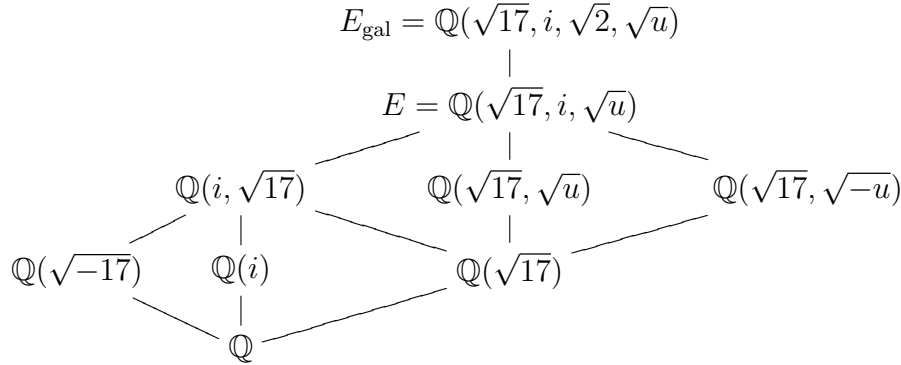 E_gal = ℚ(√17, i, √2, √u)
E = ℚ(√17, i, √u)
ℚ(i, √17) ℚ(√17, √u) ℚ(√17, √−u)
ℚ(√−17) ℚ(i) ℚ(√17)
ℚ